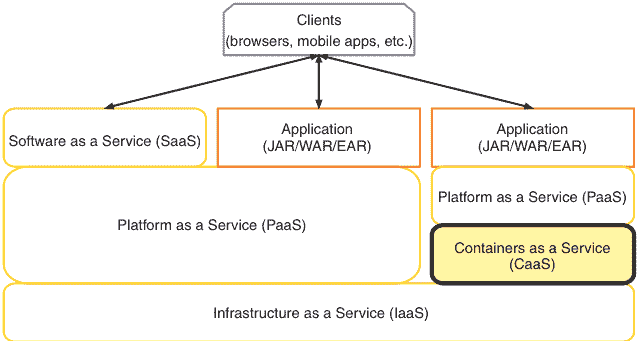 Clients
(browsers, mobile apps, etc.)
Software as a Service (SaaS)
Application
(JAR/WAR/EAR)
Application
(JAR/WAR/EAR)
Platform as a Service (PaaS)
Platform as a Service (PaaS)
Containers as a Service
(CaaS)
Infrastructure as a Service (IaaS)